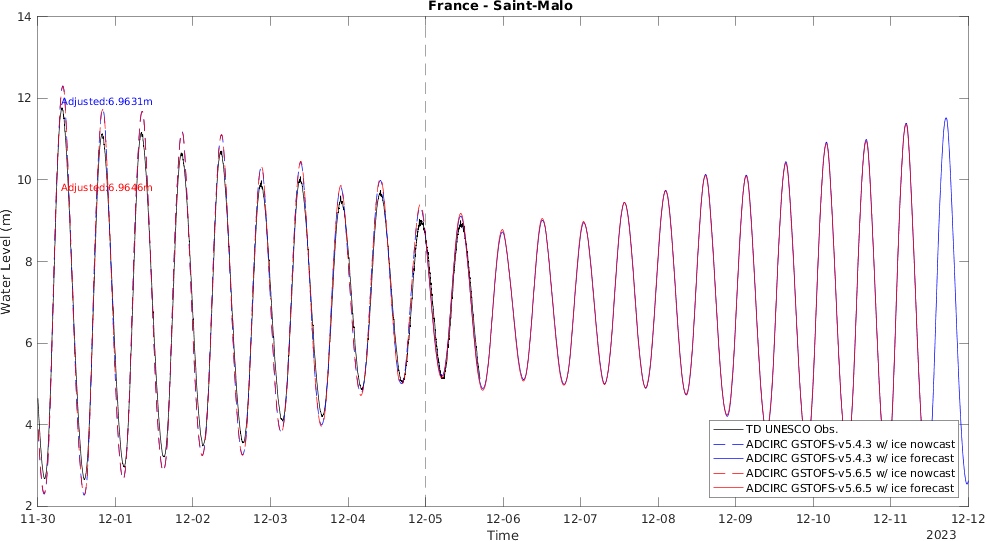 France - Saint-Malo
Water Level (m)
14
12
10
8
6
4
2
Adjusted:6.9631m
Adjusted:6.9646m
TD UNESCO Obs.
ADCIRC GSTOFS-v5.4.3 w/ ice nowcast
ADCIRC GSTOFS-v5.4.3 w/ ice forecast
ADCIRC GSTOFS-v5.6.5 w/ ice nowcast
ADCIRC GSTOFS-v5.6.5 w/ ice forecast
11-30 12-01 12-02 12-03 12-04 12-05 12-06 12-07 12-08 12-09 12-10 12-11 12-12
Time
2023